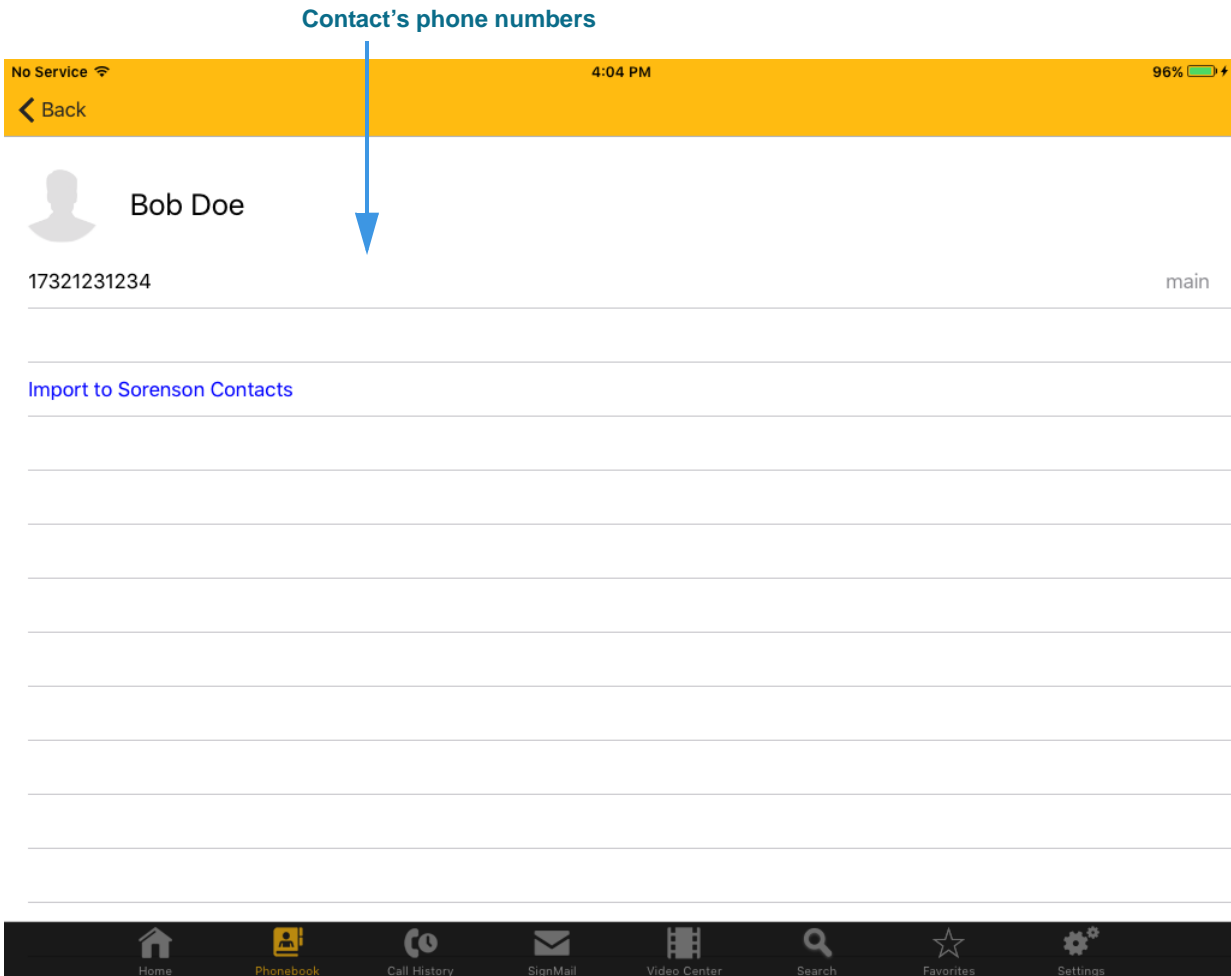 Contact’s phone numbers
No Service 4:04 PM 96%
Back
Bob Doe
17321231234 main
Import to Sorenson Contacts
Home Phonebook Call History SignMail Video Center Search Favorites Settings